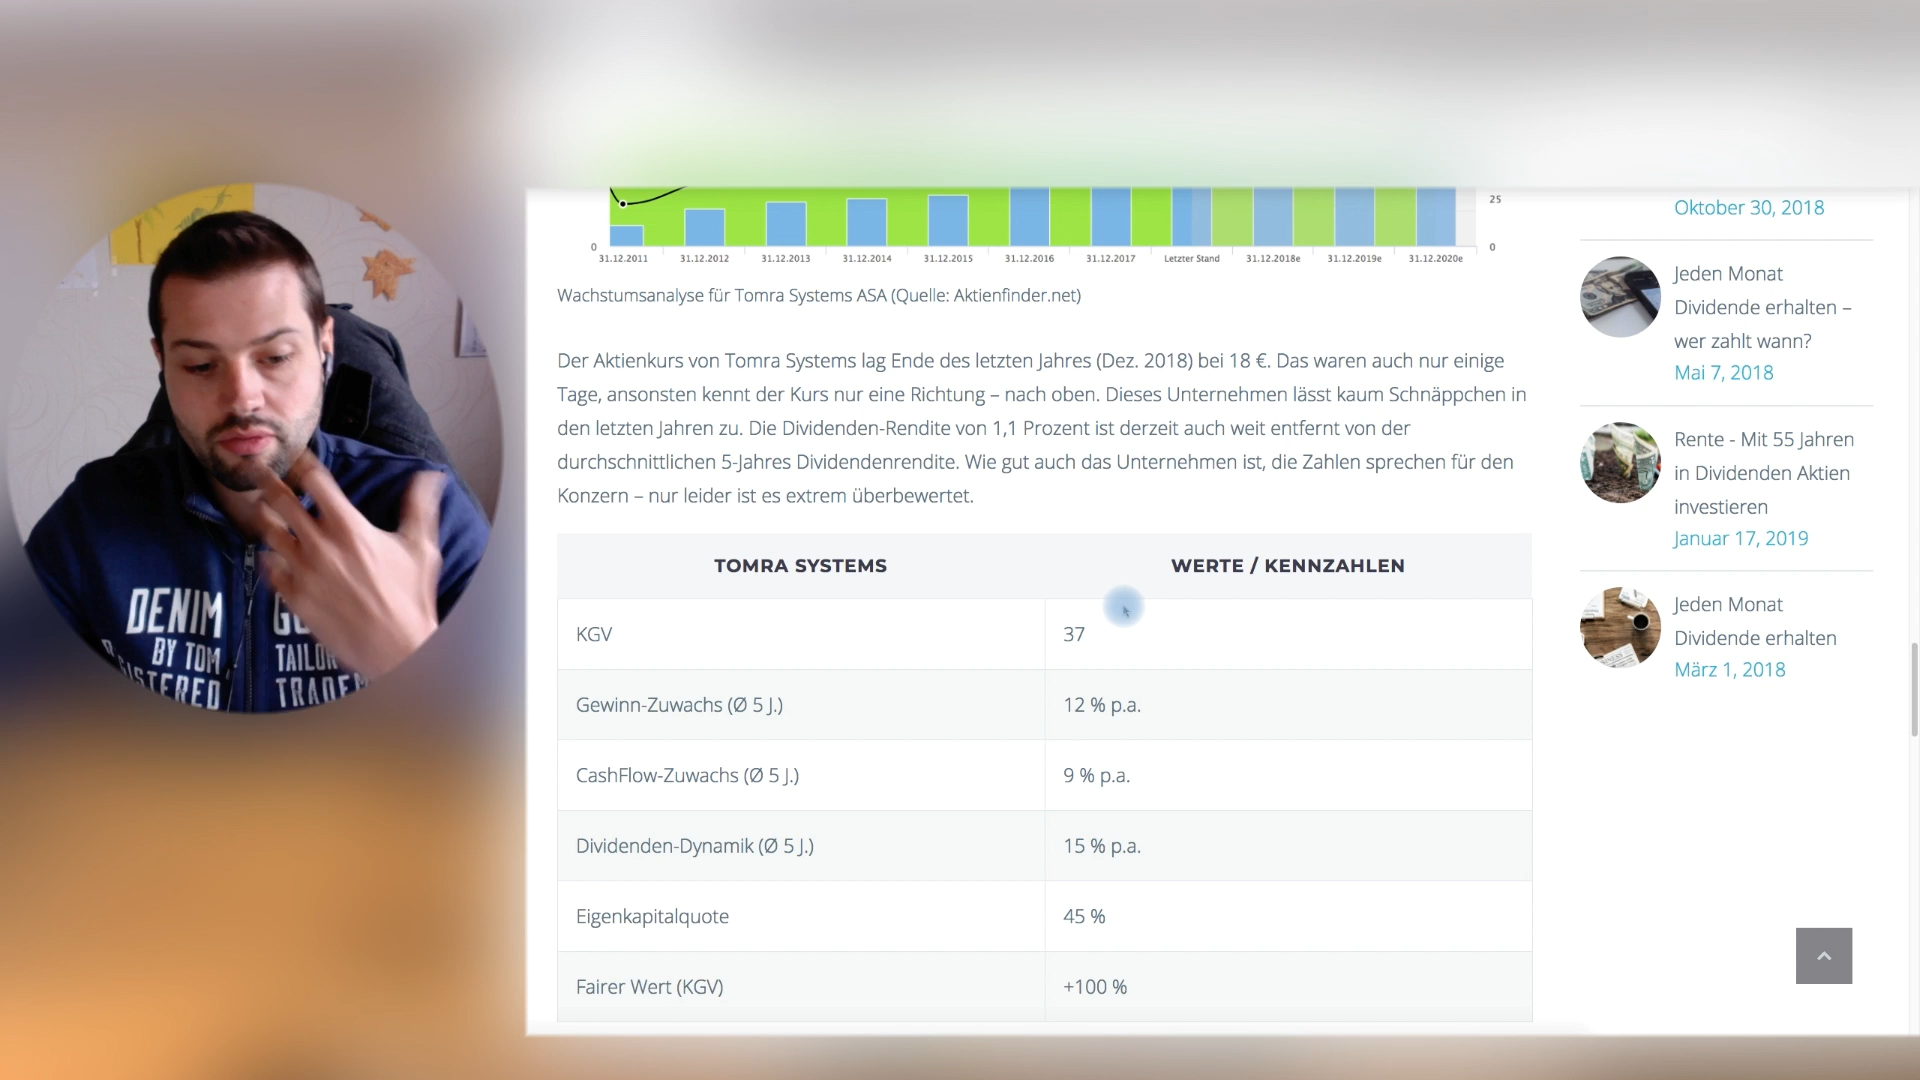 25
0
0
31.12.2011 31.12.2012 31.12.2013 31.12.2014 31.12.2015 31.12.2016 31.12.2017 Letzter Stand 31.12.2018e 31.12.2019e 31.12.2020e
Wachstumsanalyse für Tomra Systems ASA (Quelle: Aktienfinder.net)
Der Aktienkurs von Tomra Systems lag Ende des letzten Jahres (Dez. 2018) bei 18 €. Das waren auch nur einige
Tage, ansonsten kennt der Kurs nur eine Richtung – nach oben. Dieses Unternehmen lässt kaum Schnäppchen in
den letzten Jahren zu. Die Dividenden-Rendite von 1,1 Prozent ist derzeit auch weit entfernt von der
durchschnittlichen 5-Jahres Dividendenrendite. Wie gut auch das Unternehmen ist, die Zahlen sprechen für den
Konzern – nur leider ist es extrem überbewertet.
TOMRA SYSTEMS WERTE / KENNZAHLEN
KGV 37
Gewinn-Zuwachs (Ø 5 J.) 12 % p.a.
CashFlow-Zuwachs (Ø 5 J.) 9 % p.a.
Dividenden-Dynamik (Ø 5 J.) 15 % p.a.
Eigenkapitalquote 45 %
Fairer Wert (KGV) +100 %
Oktober 30, 2018
Jeden Monat
Dividende erhalten –
wer zahlt wann?
Mai 7, 2018
Rente - Mit 55 Jahren
in Dividenden Aktien
investieren
Januar 17, 2019
Jeden Monat
Dividende erhalten
März 1, 2018
DENIM
BY TOM
TAILOR